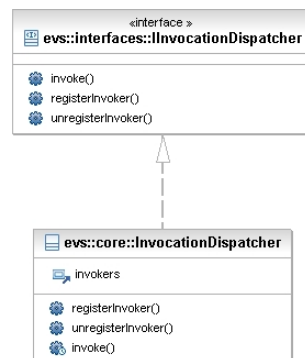 «interface »
evs::interfaces::IInvocationDispatcher
invoke()
registerInvoker()
unregisterInvoker()
evs::core::InvocationDispatcher
invokers
registerInvoker()
unregisterInvoker()
invoke()